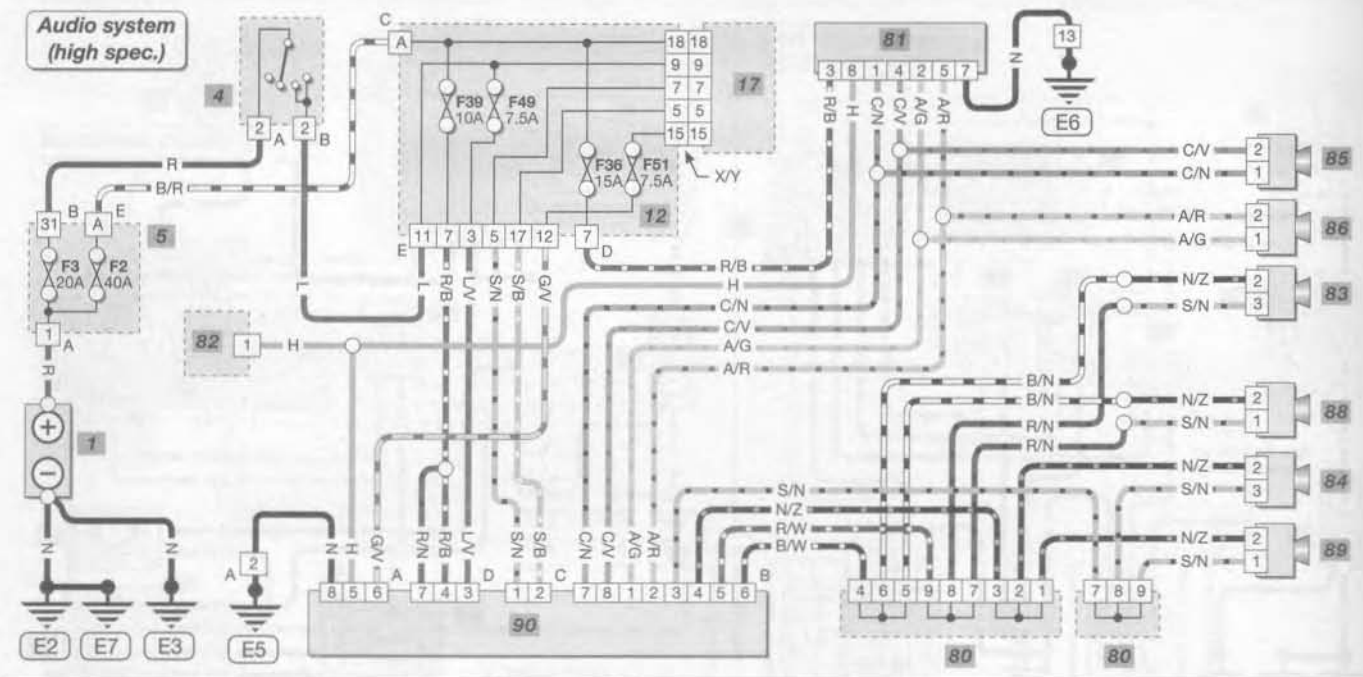 Audio system
(high spec.)
4
2 A
2 B
R
B/R
C
A
18 18
9 9
7 7
5 5
15 15
17
X/Y
F39
10A
F49
7.5A
F36
15A
F51
7.5A
12
E 11 7 3 5 17 12
7 D
L
L
R/B
L/V
S/N
S/B
G/V
31 B
A E
5
F3
20A
F2
40A
1 A
R
1
N
N
E2
E7
E3
82
1
H
81
3 8 1 4 2 5 7
R/B
H
C/N
C/V
A/G
A/R
N
13
E6
R/B
H
C/N
C/V
A/G
A/R
C/V
C/N
2
1
85
A/R
A/G
2
1
86
N/Z
S/N
2
3
83
B/N
B/N
R/N
R/N
N/Z
S/N
2
1
88
N/Z
S/N
2
3
84
N/Z
S/N
2
1
89
S/N
N/Z
R/W
B/W
A 2
E5
N
H
G/V
R/N
R/B
L/V
S/N
S/B
C/N
C/V
A/G
A/R
8 5 6 A
7 4 3 D
1 2 C
7 8 1 2 3 4 5 6 B
90
4 6 5 9 8 7 3 2 1
80
7 8 9
80